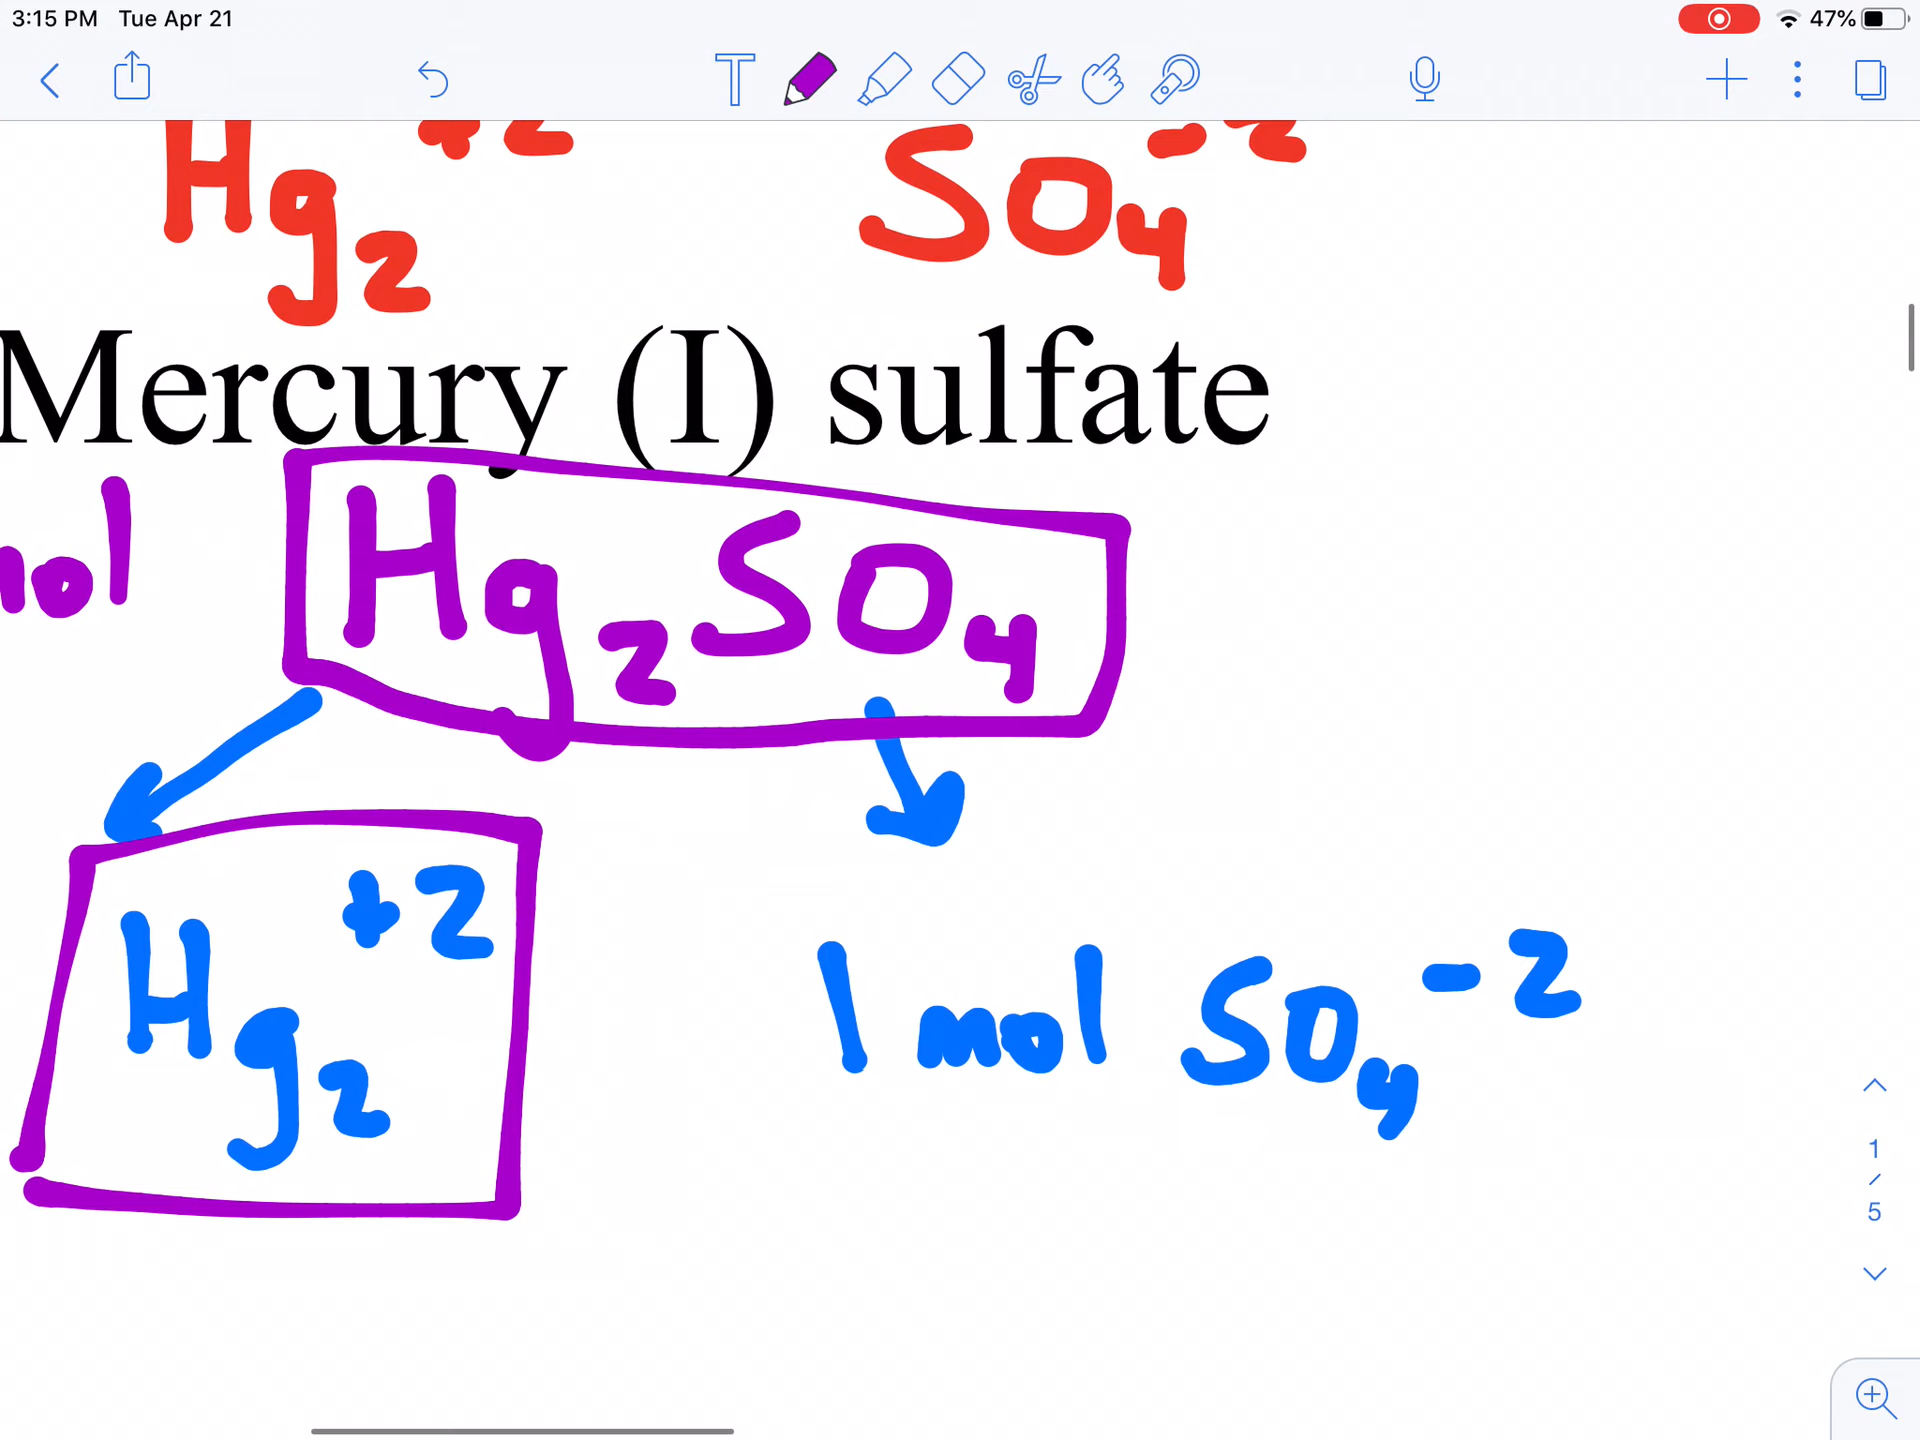 3:15 PM Tue Apr 21
47%
Hg₂⁺² SO₄⁻²
Mercury (I) sulfate
mol Hg₂SO₄
Hg₂⁺² 1 mol SO₄⁻²
1
/
5